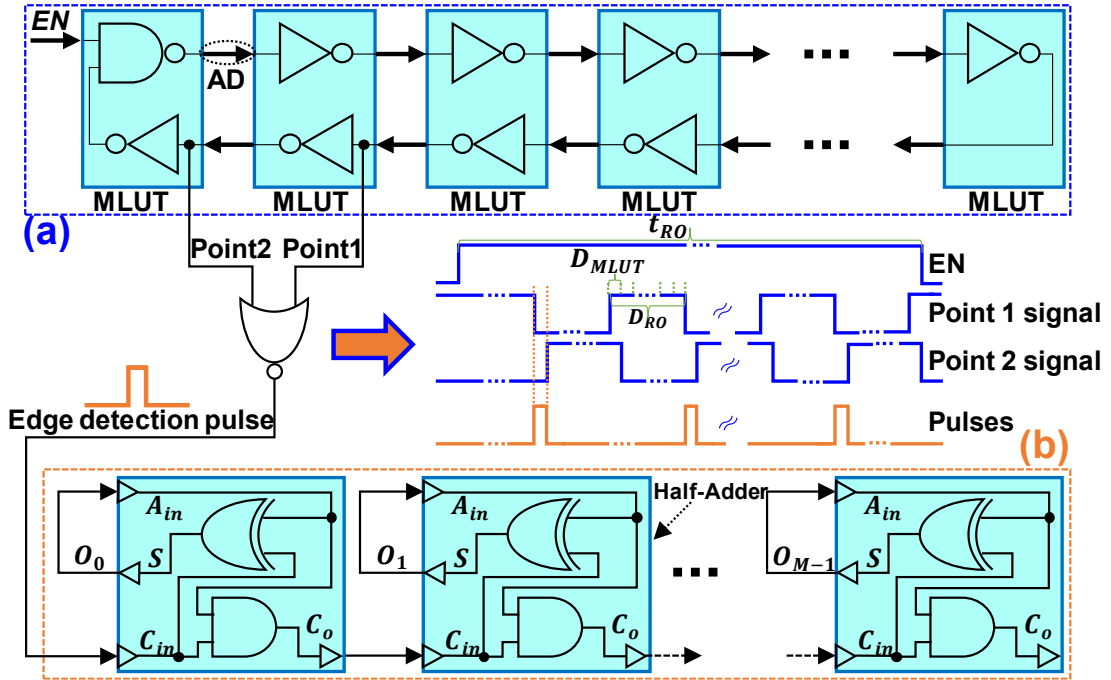 EN
AD
MLUT MLUT MLUT MLUT MLUT
(a)
Point2 Point1
t_RO
D_MLUT
EN
D_RO
Point 1 signal
Point 2 signal
Edge detection pulse
Pulses
(b)
Half-Adder
A_in A_in A_in
O_0 S O_1 S O_{M-1} S
C_in C_o C_in C_o C_in C_o